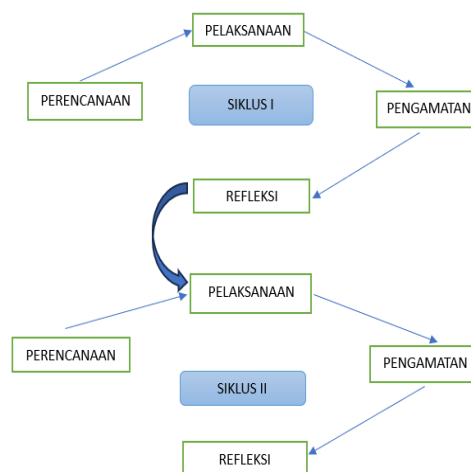 PELAKSANAAN
PERENCANAAN
SIKLUS I
PENGAMATAN
REFLEKSI
PELAKSANAAN
PERENCANAAN
PENGAMATAN
SIKLUS II
REFLEKSI